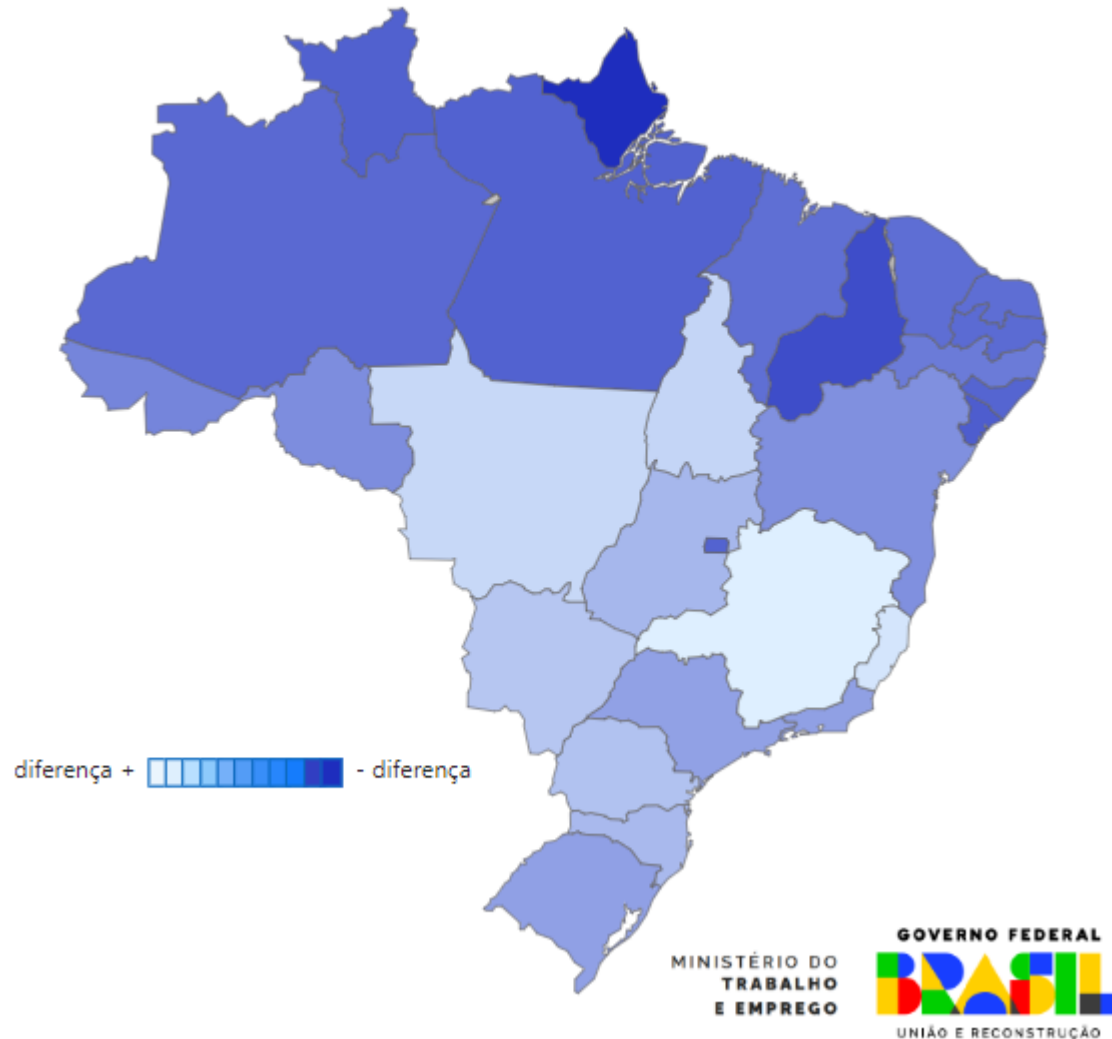 diferença +
- diferença
MINISTÉRIO DO
TRABALHO
E EMPREGO
GOVERNO FEDERAL
BRASIL
UNIÃO E RECONSTRUÇÃO